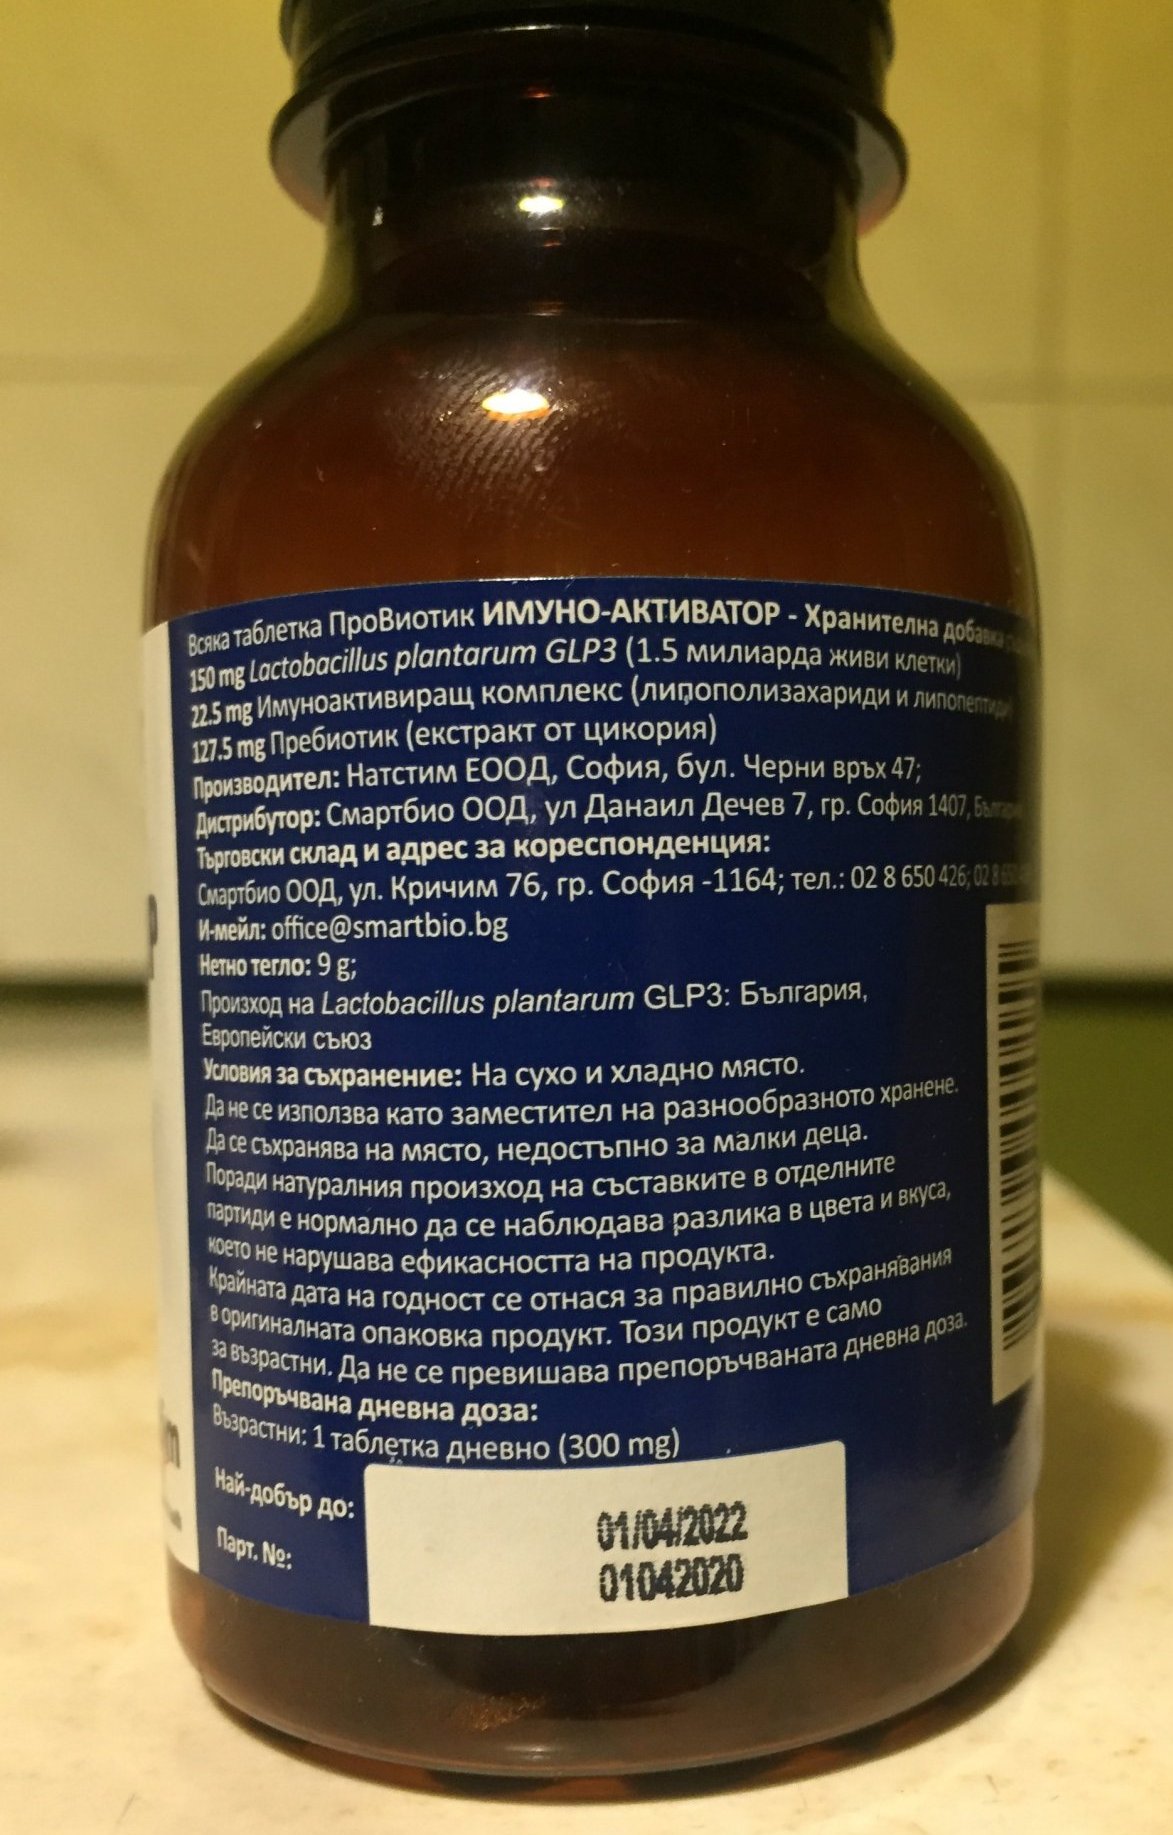 Всяка таблетка ПроВиотик ИМУНО-АКТИВАТОР - Хранителна добавка
150 mg Lactobacillus plantarum GLP3 (1.5 милиарда живи клетки)
22.5 mg Имуноактивиращ комплекс (липополизахариди и липопептиди)
127.5 mg Пребиотик (екстракт от цикория)
Производител: Натстим ЕООД, София, бул. Черни връх 47;
Дистрибутор: Смартбио ООД, ул Данаил Дечев 7, гр. София 1407, България
Търговски склад и адрес за кореспонденция:
Смартбио ООД, ул. Кричим 76, гр. София -1164; тел.: 02 8 650 426; 02 8
И-мейл: office@smartbio.bg
Нетно тегло: 9 g;
Произход на Lactobacillus plantarum GLP3: България,
Европейски съюз
Условия за съхранение: На сухо и хладно място.
Да не се използва като заместител на разнообразното хранене.
Да се съхранява на място, недостъпно за малки деца.
Поради натуралния произход на съставките в отделните
партиди е нормално да се наблюдава разлика в цвета и вкуса,
което не нарушава ефикасността на продукта.
Крайната дата на годност се отнася за правилно съхранявания
в оригиналната опаковка продукт. Този продукт е само
за възрастни. Да не се превишава препоръчваната дневна доза.
Препоръчвана дневна доза:
Възрастни: 1 таблетка дневно (300 mg)
Най-добър до: 01/04/2022
Парт. №: 01042020